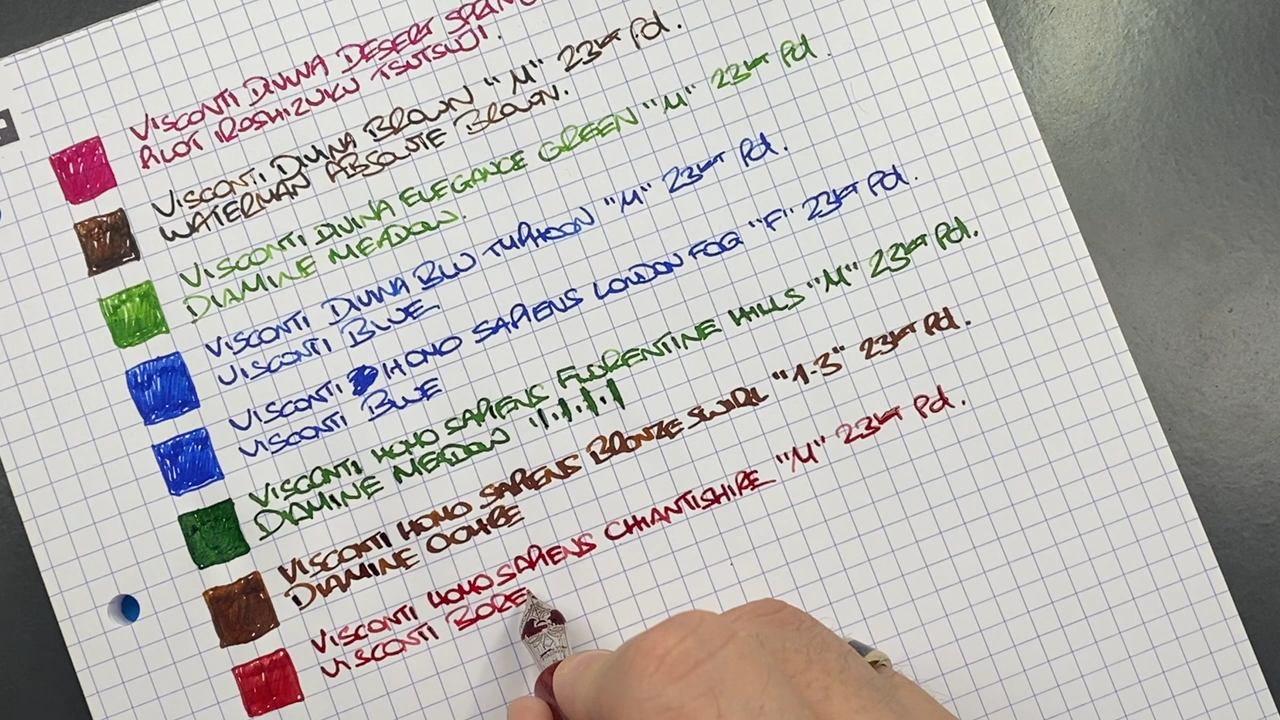 VISCONTI DIVINA DESERT SPRING
PILOT IROSHIZUKU TSUTSUJI.
VISCONTI DIVINA BROWN "M" 23kt Pd.
WATERMAN ABSOLUTE BROWN.
VISCONTI DIVINA ELEGANCE GREEN "M" 23kt Pd.
DIAMINE MEADOW.
VISCONTI DIVINA BLU TYPHOON "M" 23kt Pd.
VISCONTI BLUE.
VISCONTI HOMO SAPIENS LONDON FOG "F" 23kt Pd.
VISCONTI BLUE
VISCONTI HOMO SAPIENS FLORENTINE HILLS "M" 23kt Pd.
DIAMINE MEADOW !!!!
VISCONTI HOMO SAPIENS BRONZE SWIRL "1.3" 23kt Pd.
DIAMINE OCHRE
VISCONTI HOMO SAPIENS CHIANTISHIRE "M" 23kt Pd.
VISCONTI BORE